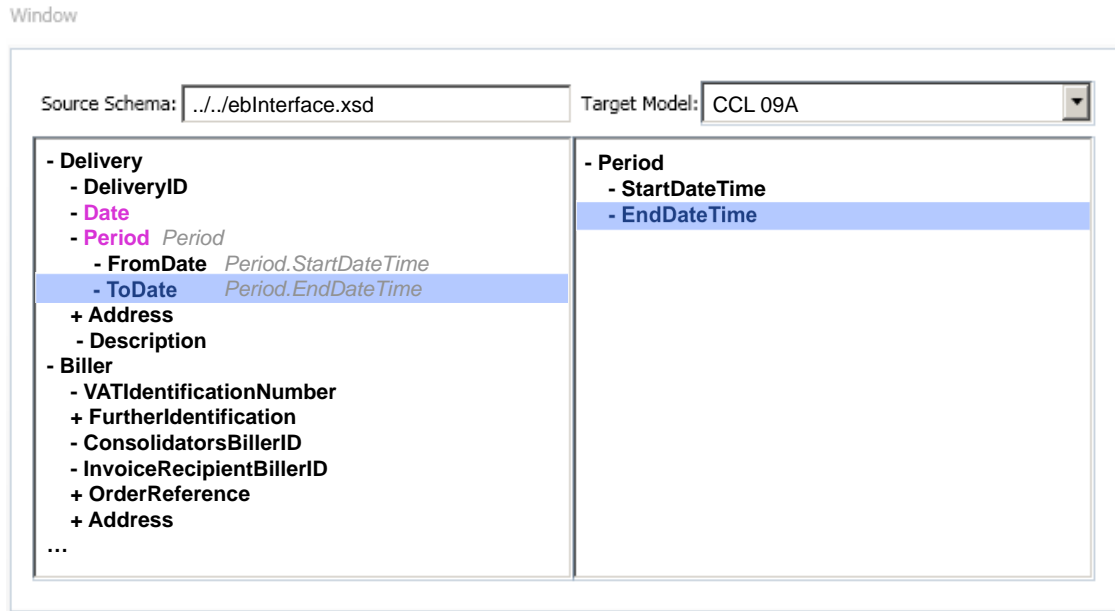 Window
Source Schema: ../../ebInterface.xsd
Target Model: CCL 09A
- Delivery
- DeliveryID
- Date
- Period Period
- FromDate Period.StartDateTime
- ToDate Period.EndDateTime
+ Address
- Description
- Biller
- VATIdentificationNumber
+ FurtherIdentification
- ConsolidatorsBillerID
- InvoiceRecipientBillerID
+ OrderReference
+ Address
...
- Period
- StartDateTime
- EndDateTime